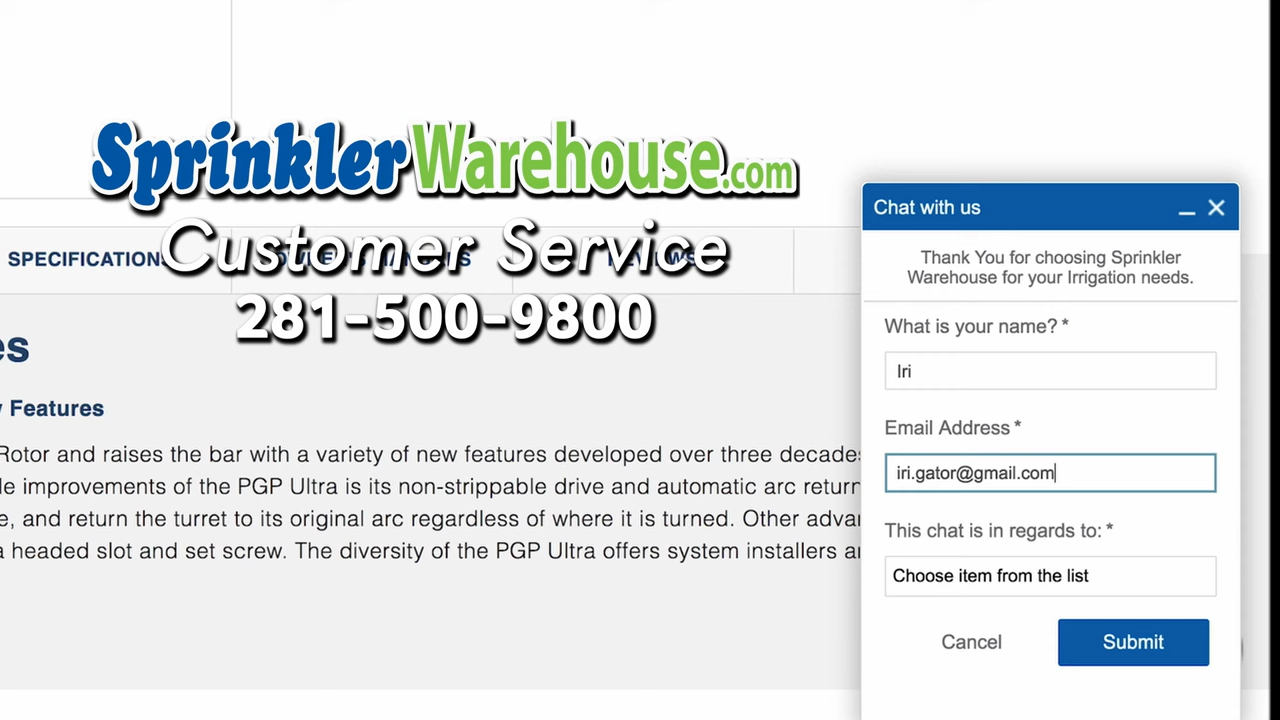 SprinklerWarehouse.com
Customer Service
281-500-9800
SPECIFICATIONS
REVIEWS
es
y Features
Rotor and raises the bar with a variety of new features developed over three decades
le improvements of the PGP Ultra is its non-strippable drive and automatic arc return
e, and return the turret to its original arc regardless of where it is turned. Other advan
a headed slot and set screw. The diversity of the PGP Ultra offers system installers an
Chat with us
Thank You for choosing Sprinkler
Warehouse for your Irrigation needs.
What is your name? *
Iri
Email Address *
iri.gator@gmail.com
This chat is in regards to: *
Choose item from the list
Cancel
Submit